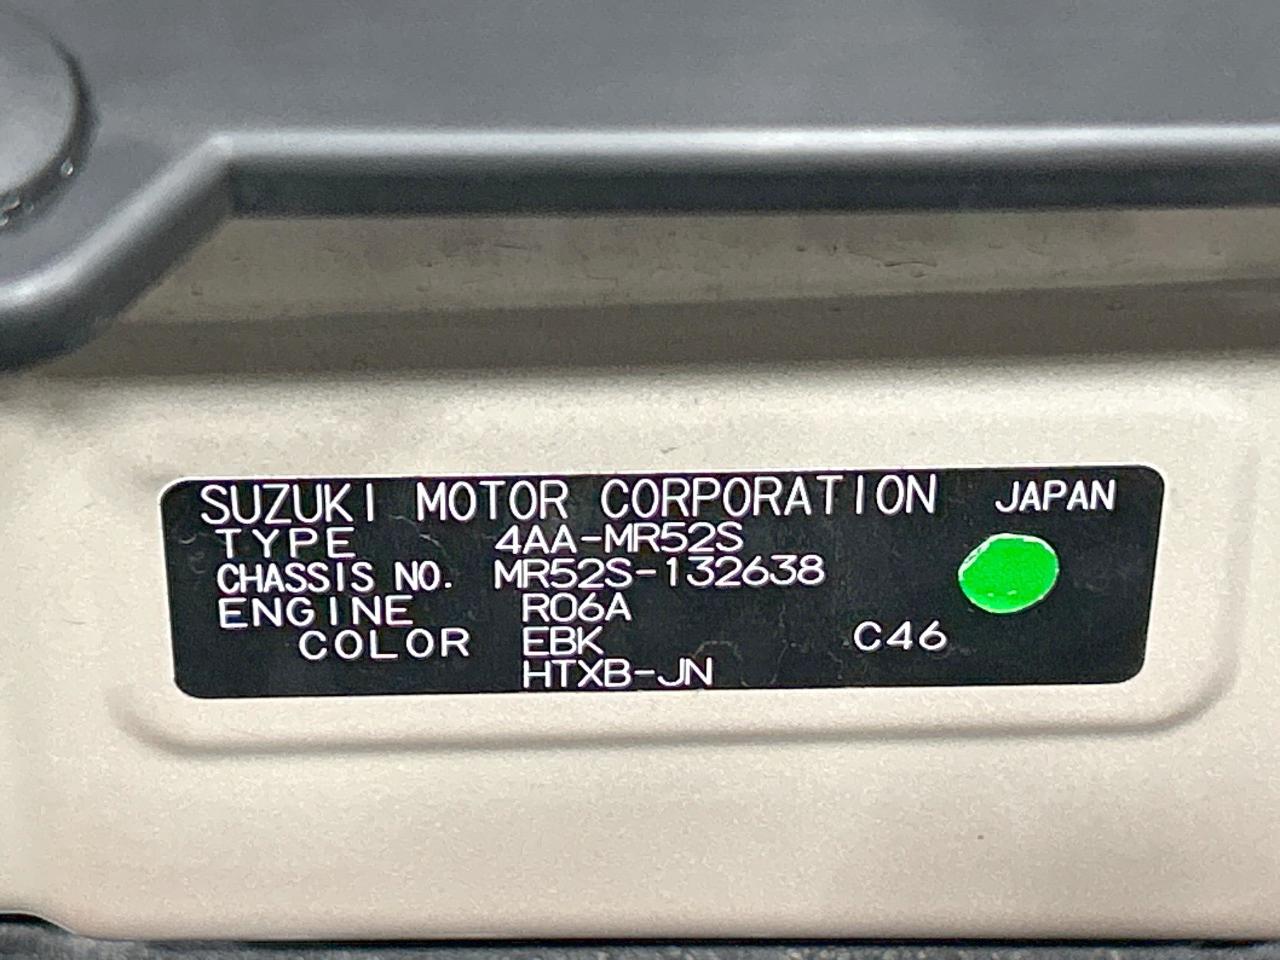 SUZUKI MOTOR CORPORATION JAPAN
TYPE 4AA-MR52S
CHASSIS NO. MR52S-132638
ENGINE R06A
COLOR EBK C46
HTXB-JN